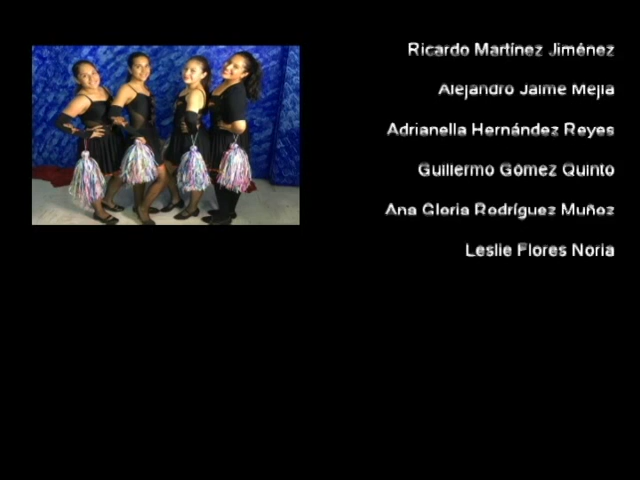 Ricardo Martínez Jiménez
Alejandro Jaime Mejía
Adrianella Hernández Reyes
Guillermo Gómez Quinto
Ana Gloria Rodríguez Muñoz
Leslie Flores Noria